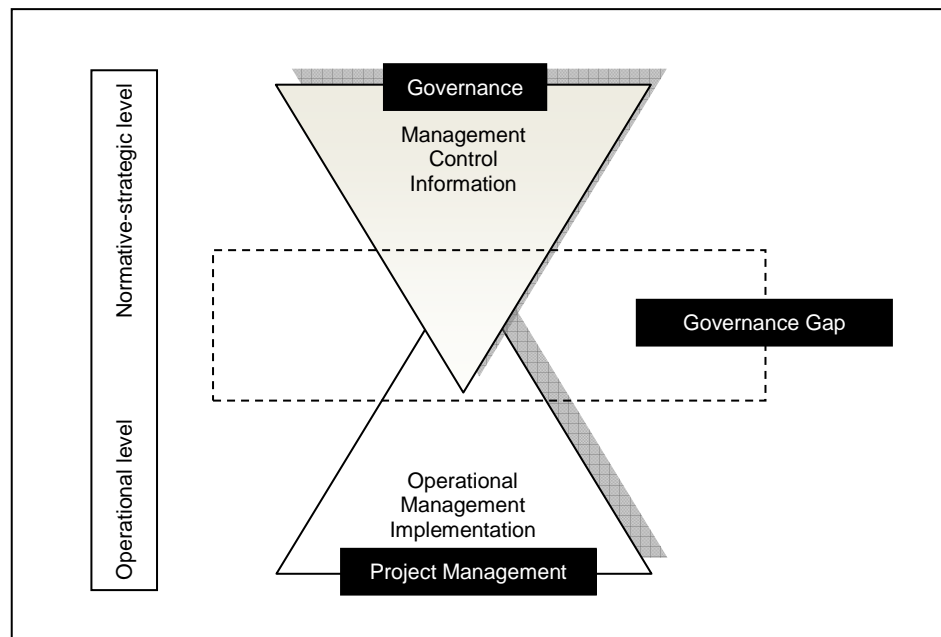 Normative-strategic level
Operational level
Governance
Management
Control
Information
Governance Gap
Operational
Management
Implementation
Project Management